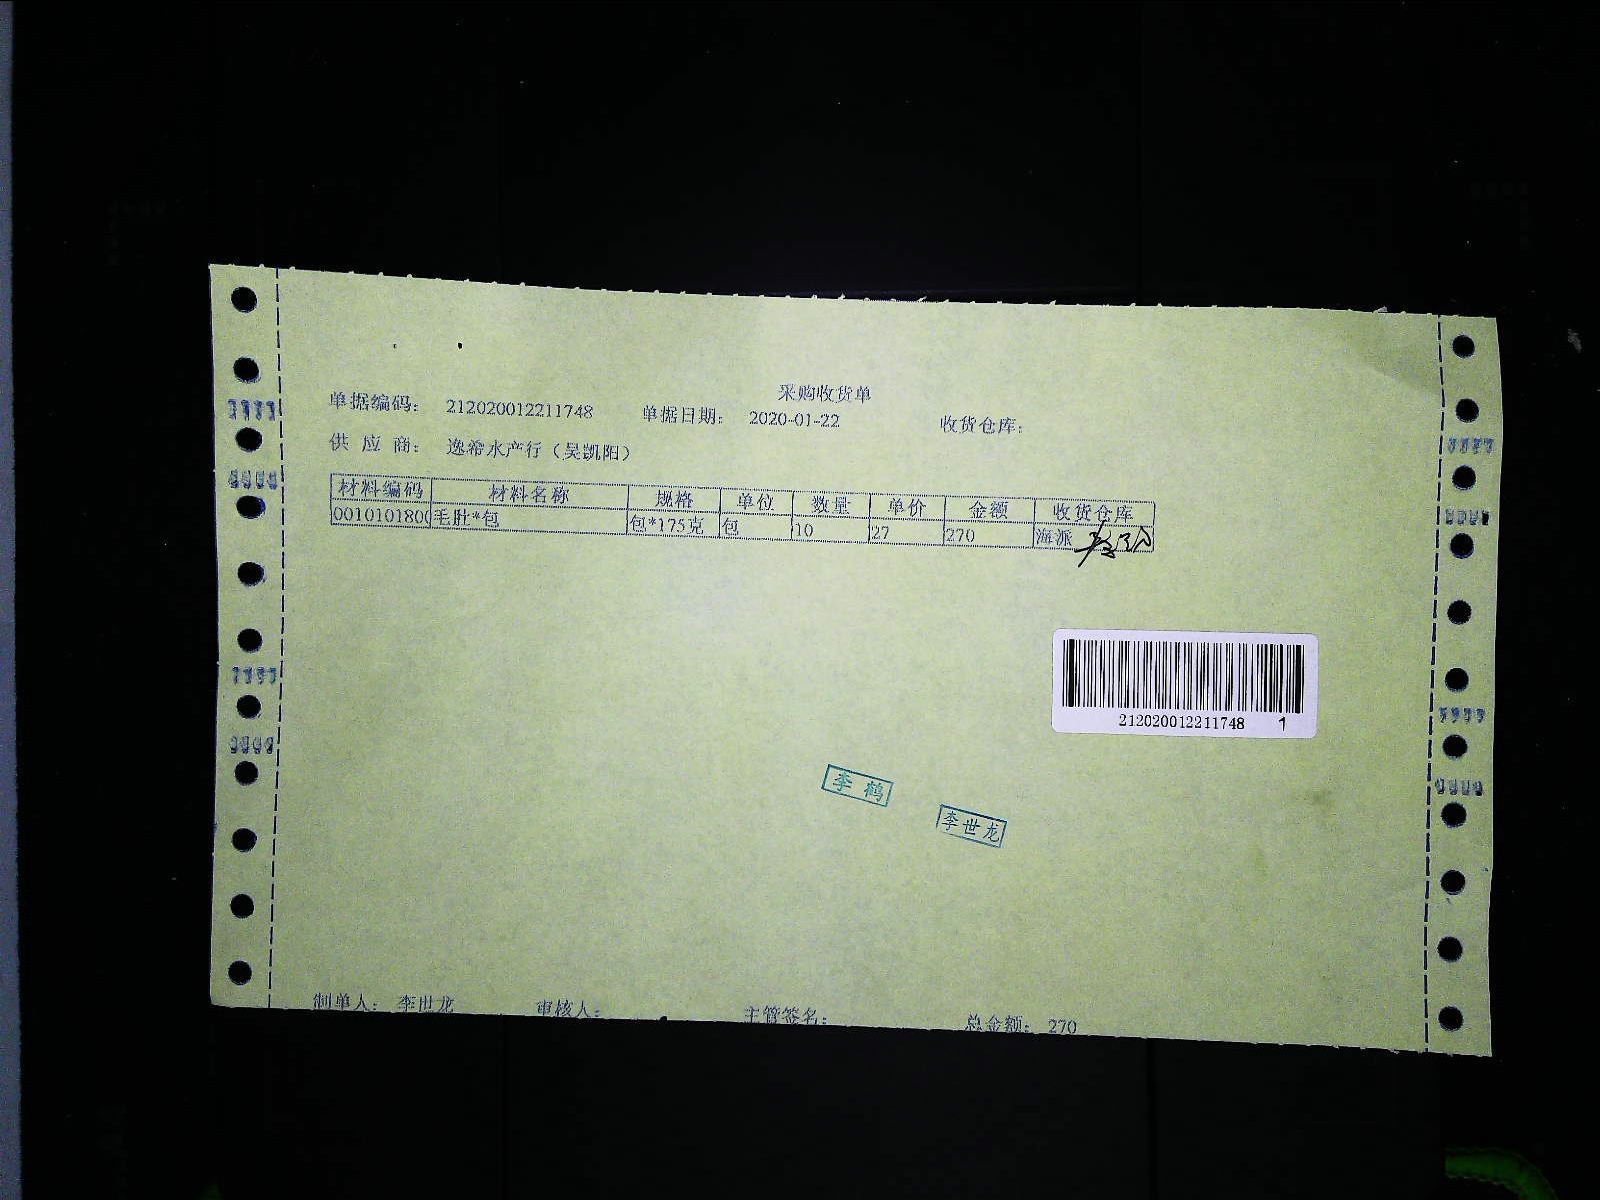 采购收货单
单据编码: 212020012211748 单据日期: 2020-01-22 收货仓库:
供 应 商: 逸希水产行（吴凯阳）
材料编码 材料名称 规格 单位 数量 单价 金额 收货仓库
0010101800 毛肚*包 包*175克 包 10 27 270 海派
212020012211748 1
李 鹤
李世龙
制单人: 李世龙 审核人: 主管签名: 总金额: 270